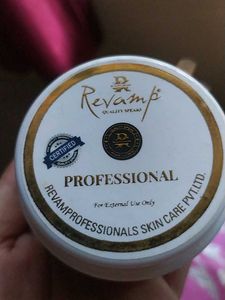 Revamp
QUALITY SPEAKS
CERTIFIED
PROFESSIONAL
For External Use Only
REVAMPROFESSIONALS SKIN CARE PVT.LTD.